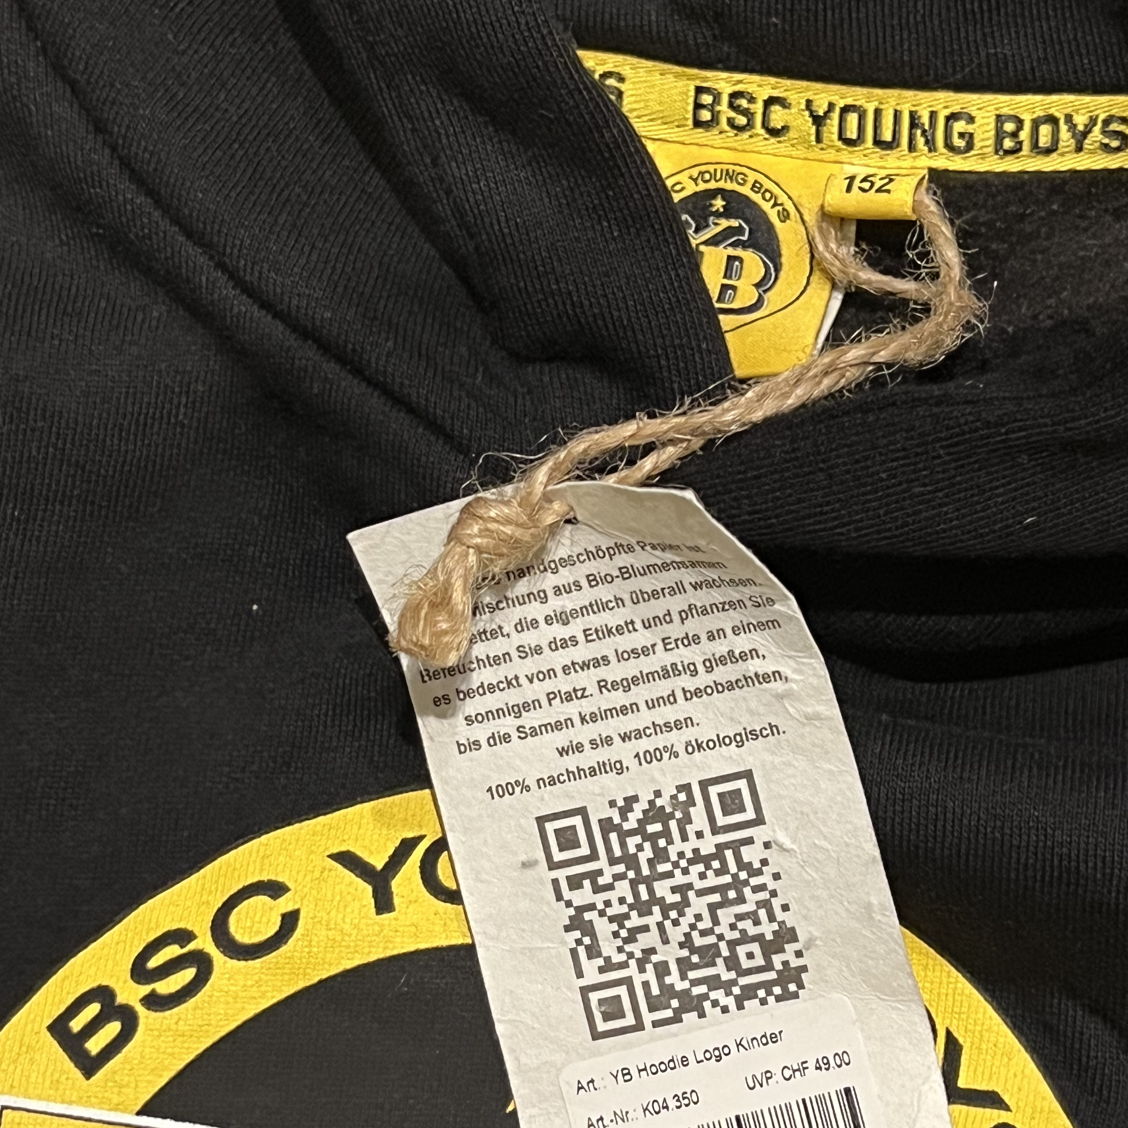 S BSC YOUNG BOYS
C YOUNG BOYS
YB
152
handgeschöpfte Papier ist
aus Bio-Blumensamen
die eigentlich überall wachsen.
Befeuchten Sie das Etikett und pflanzen Sie
es bedeckt von etwas loser Erde an einem
sonnigen Platz. Regelmäßig gießen,
bis die Samen keimen und beobachten,
wie sie wachsen.
100% nachhaltig, 100% ökologisch.
Art.: YB Hoodie Logo Kinder
UVP: CHF 49.00
Art.-Nr.: K04.350
BSC YO